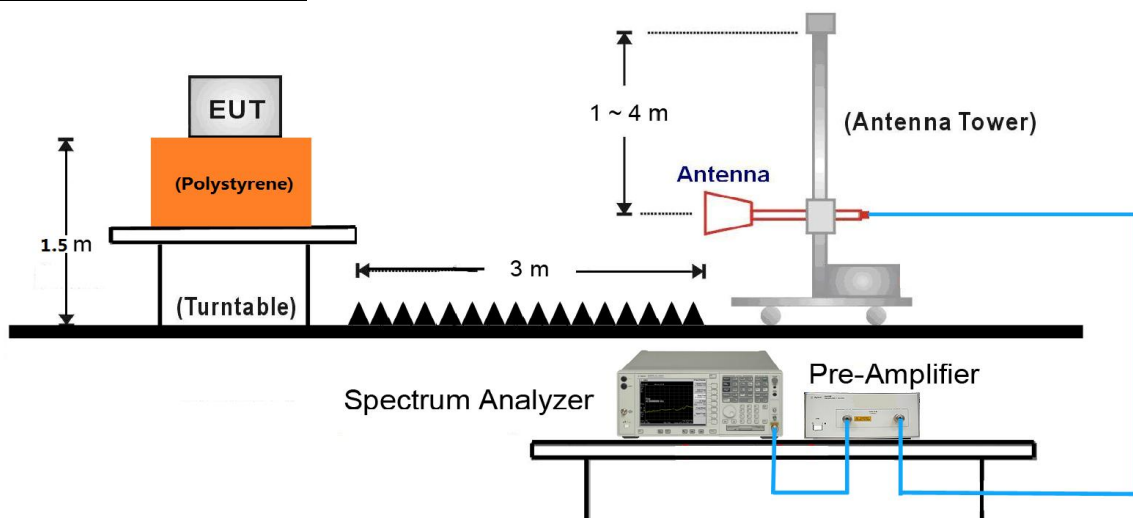 EUT
(Polystyrene)
1.5 m
(Turntable)
3 m
1 ~ 4 m
(Antenna Tower)
Antenna
Spectrum Analyzer
Pre-Amplifier